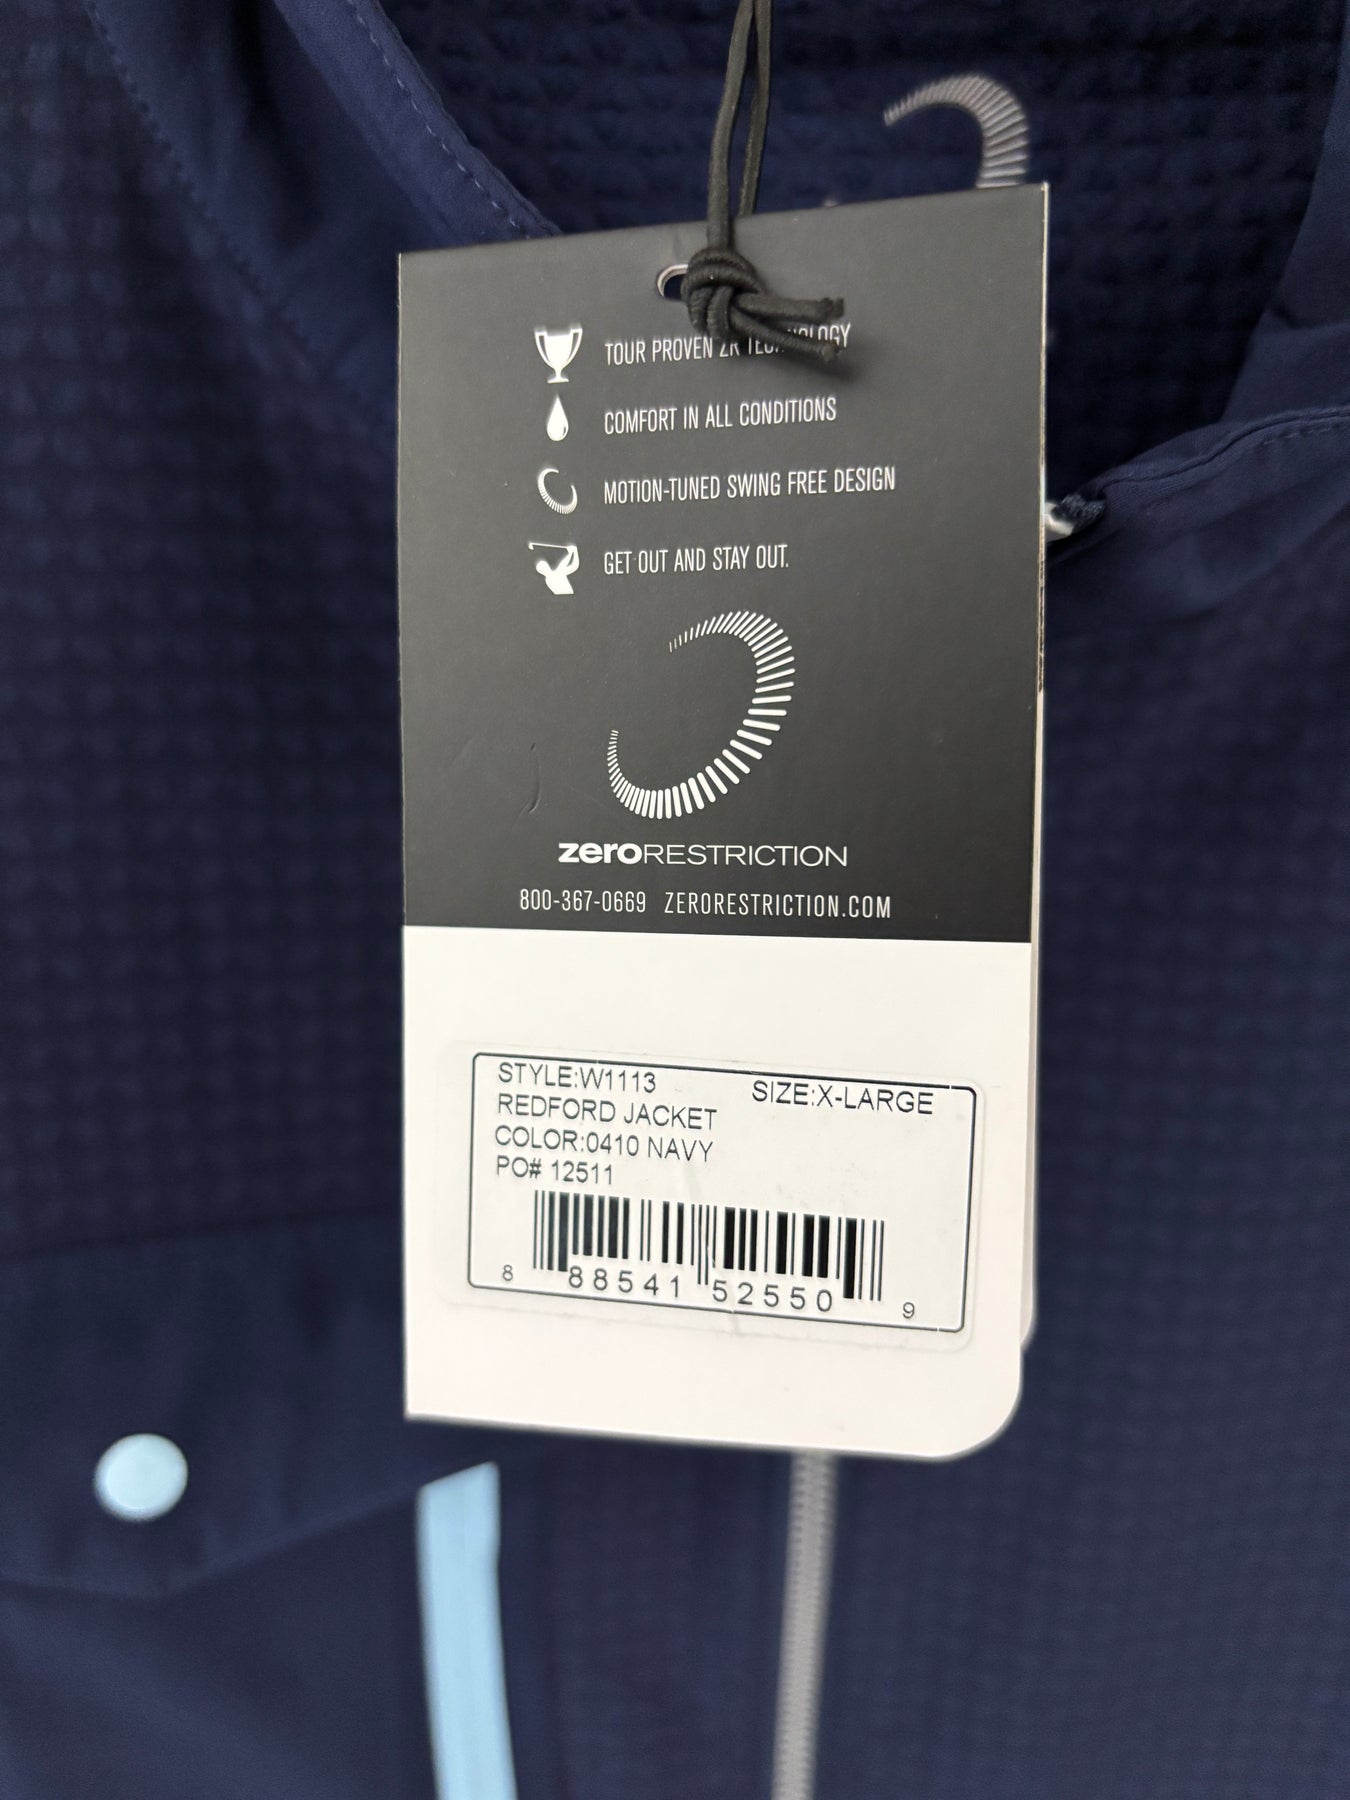 TOUR PROVEN ZR TECHNOLOGY
COMFORT IN ALL CONDITIONS
MOTION-TUNED SWING FREE DESIGN
GET OUT AND STAY OUT.
zeroRESTRICTION
800-367-0669 ZERORESTRICTION.COM
STYLE:W1113 SIZE:X-LARGE
REDFORD JACKET
COLOR:0410 NAVY
PO# 12511
8 88541 52550 9